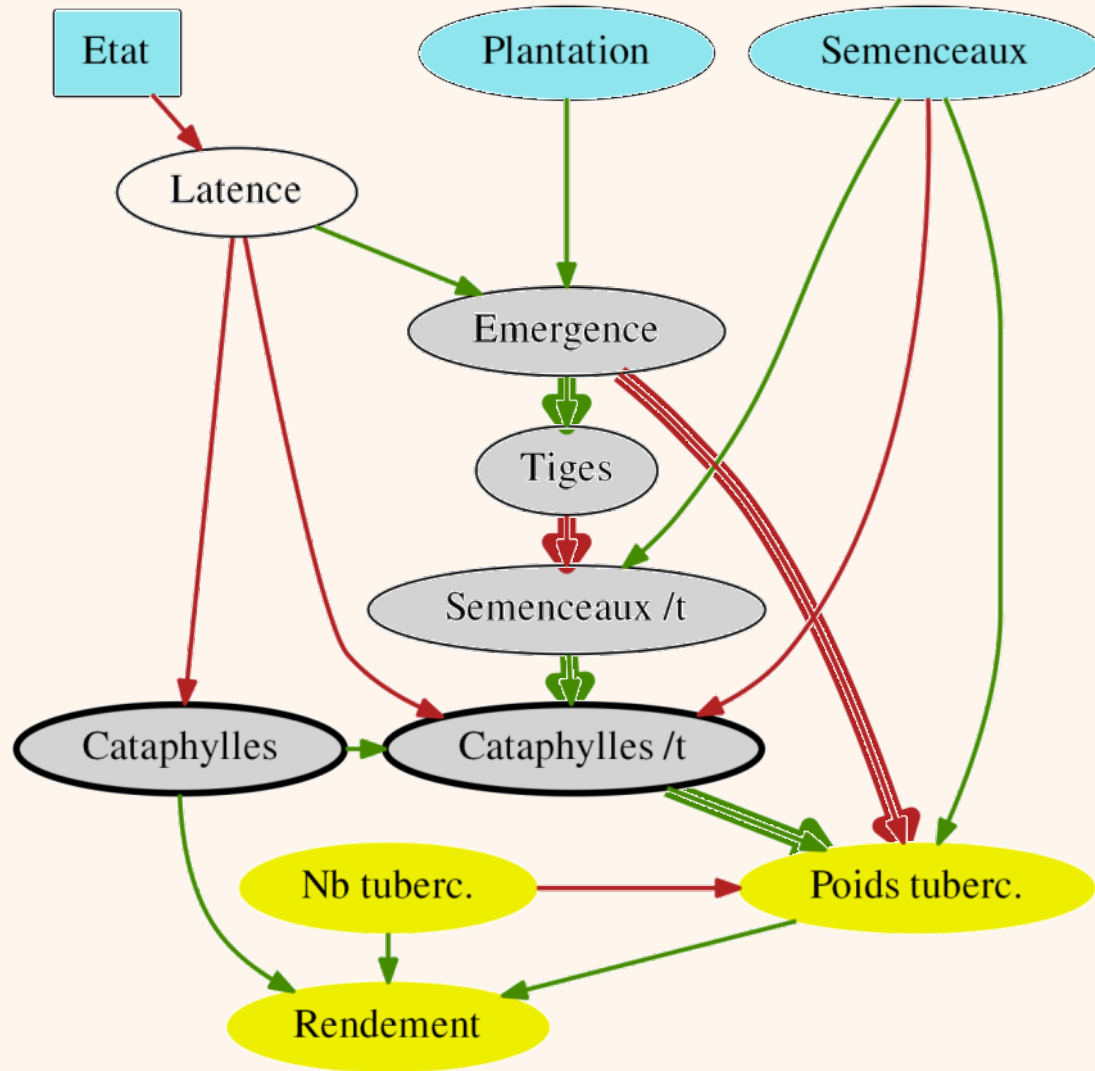 Etat
Plantation
Semenceaux
Latence
Emergence
Tiges
Semenceaux /t
Cataphylles
Cataphylles /t
Nb tuberc.
Poids tuberc.
Rendement